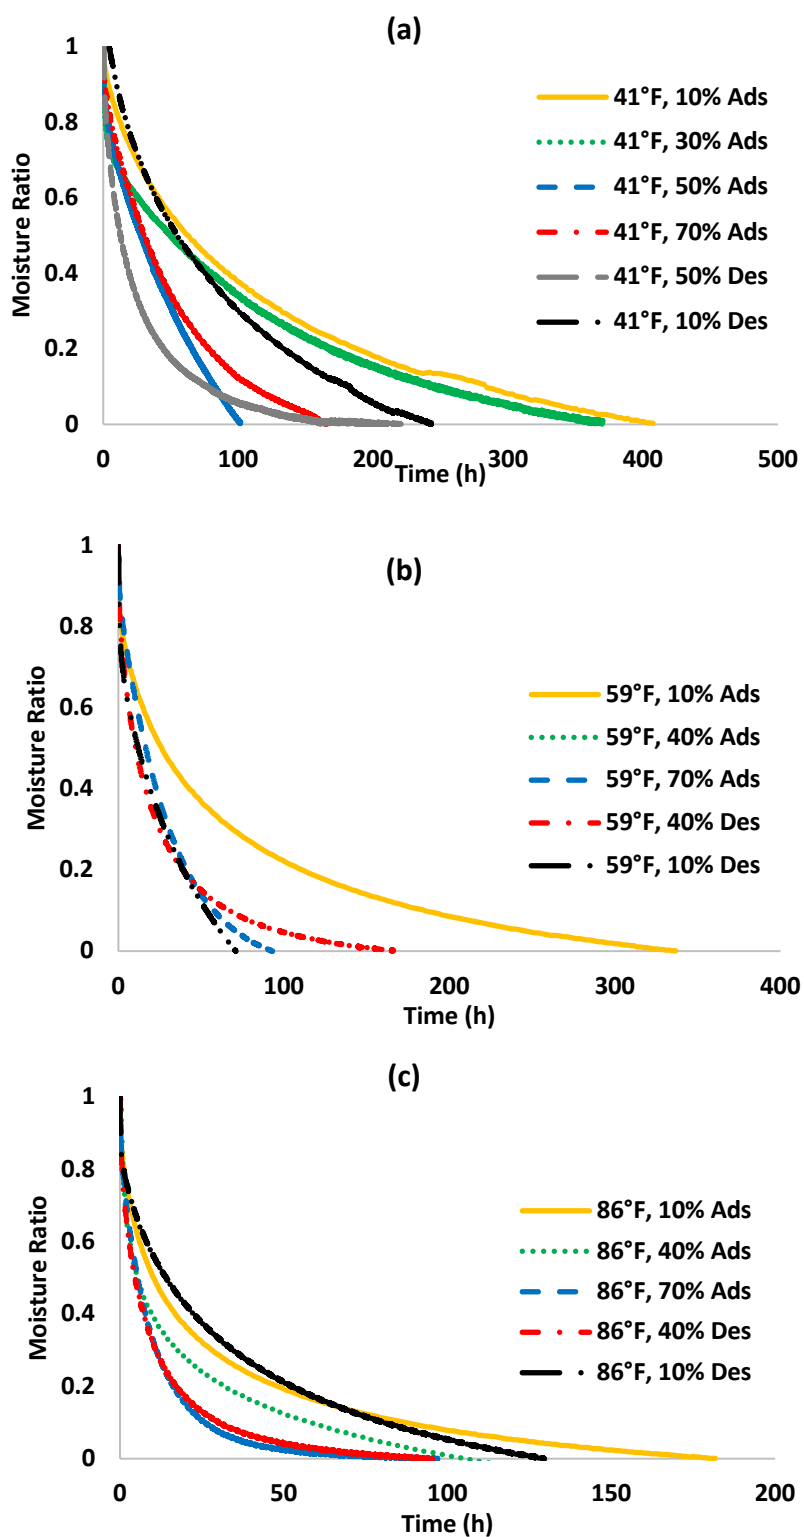 (a)
1
0.8
0.6
0.4
0.2
0
Moisture Ratio
41°F, 10% Ads
41°F, 30% Ads
41°F, 50% Ads
41°F, 70% Ads
41°F, 50% Des
41°F, 10% Des
0 100 200 300 400 500
Time (h)
(b)
1
0.8
0.6
0.4
0.2
0
Moisture Ratio
59°F, 10% Ads
59°F, 40% Ads
59°F, 70% Ads
59°F, 40% Des
59°F, 10% Des
0 100 200 300 400
Time (h)
(c)
1
0.8
0.6
0.4
0.2
0
Moisture Ratio
86°F, 10% Ads
86°F, 40% Ads
86°F, 70% Ads
86°F, 40% Des
86°F, 10% Des
0 50 100 150 200
Time (h)